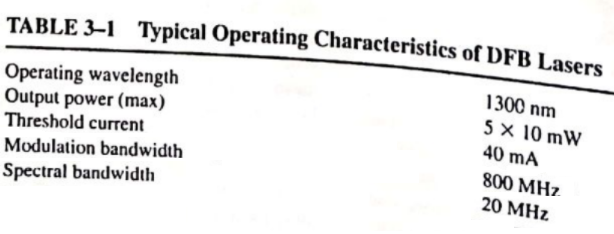 TABLE 3–1 Typical Operating Characteristics of DFB Lasers
Operating wavelength 1300 nm
Output power (max) 5 × 10 mW
Threshold current 40 mA
Modulation bandwidth 800 MHz
Spectral bandwidth 20 MHz